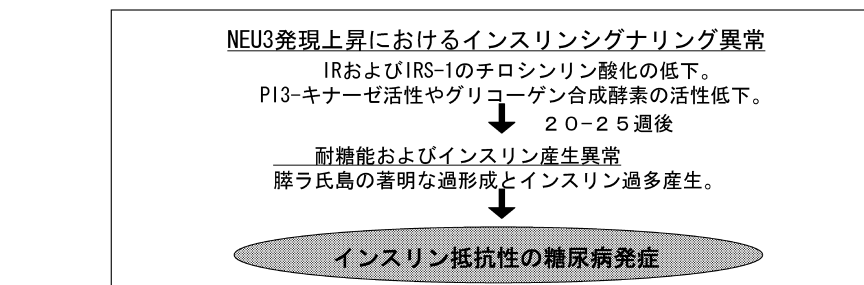 NEU3発現上昇におけるインスリンシグナリング異常
IRおよびIRS-1のチロシンリン酸化の低下。
PI3-キナーゼ活性やグリコーゲン合成酵素の活性低下。
２０−２５週後
耐糖能およびインスリン産生異常
膵ラ氏島の著明な過形成とインスリン過多産生。
インスリン抵抗性の糖尿病発症